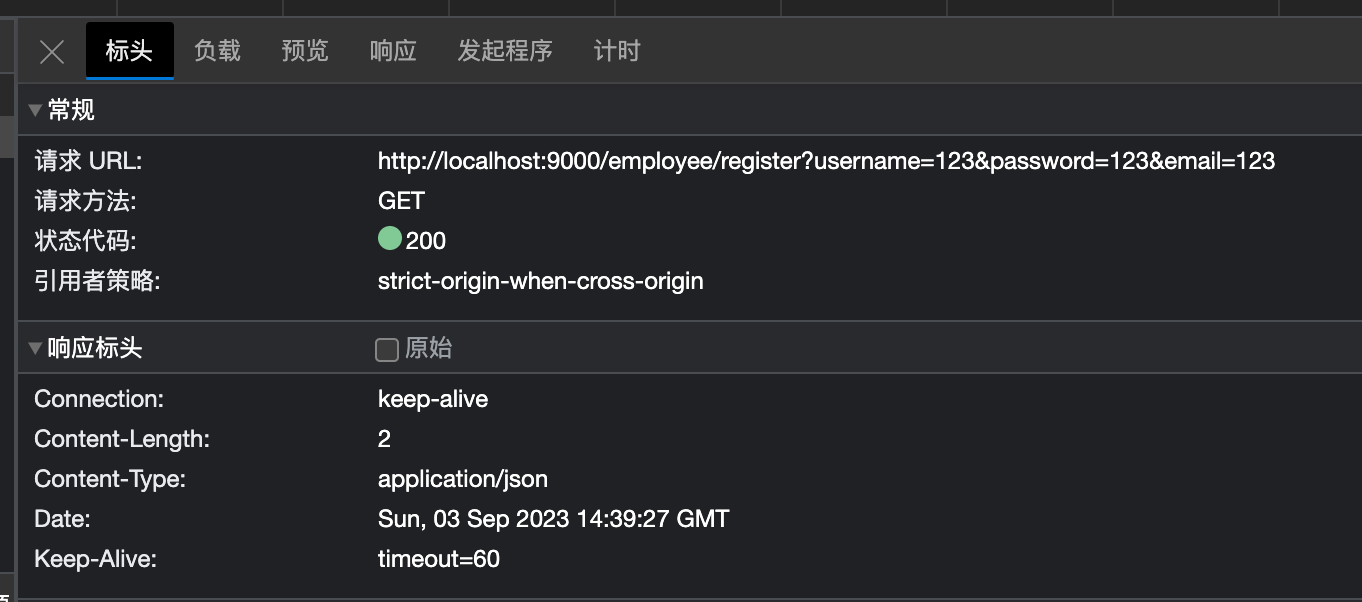 标头 负载 预览 响应 发起程序 计时
常规
请求 URL: http://localhost:9000/employee/register?username=123&password=123&email=123
请求方法: GET
状态代码: 200
引用者策略: strict-origin-when-cross-origin
响应标头 原始
Connection: keep-alive
Content-Length: 2
Content-Type: application/json
Date: Sun, 03 Sep 2023 14:39:27 GMT
Keep-Alive: timeout=60